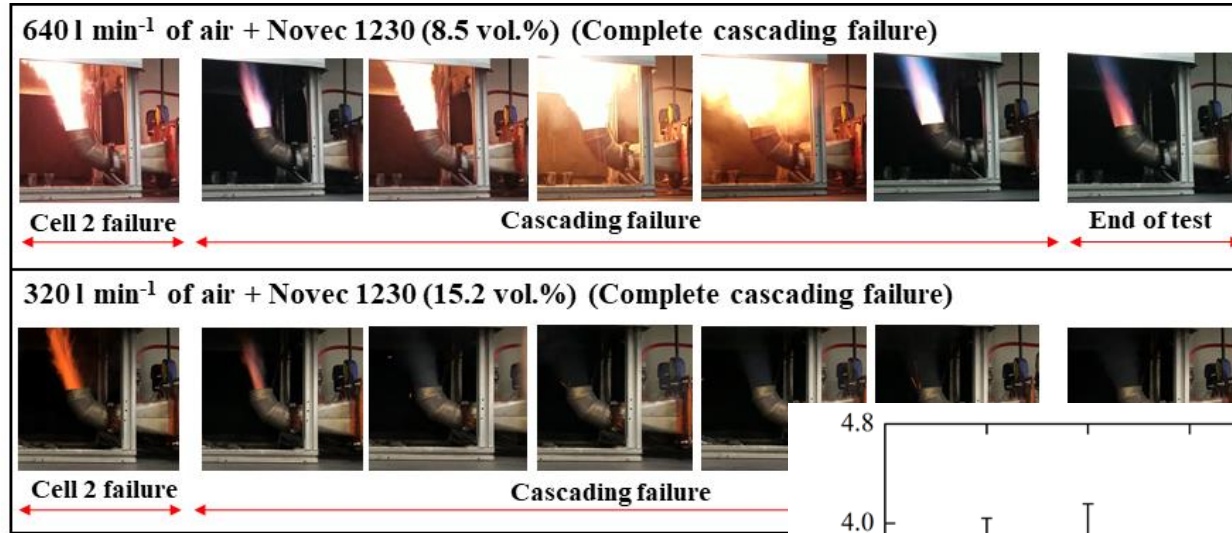 640 l min-1 of air + Novec 1230 (8.5 vol.%) (Complete cascading failure)
Cell 2 failure
Cascading failure
End of test
320 l min-1 of air + Novec 1230 (15.2 vol.%) (Complete cascading failure)
Cell 2 failure
Cascading failure
4.8
4.0